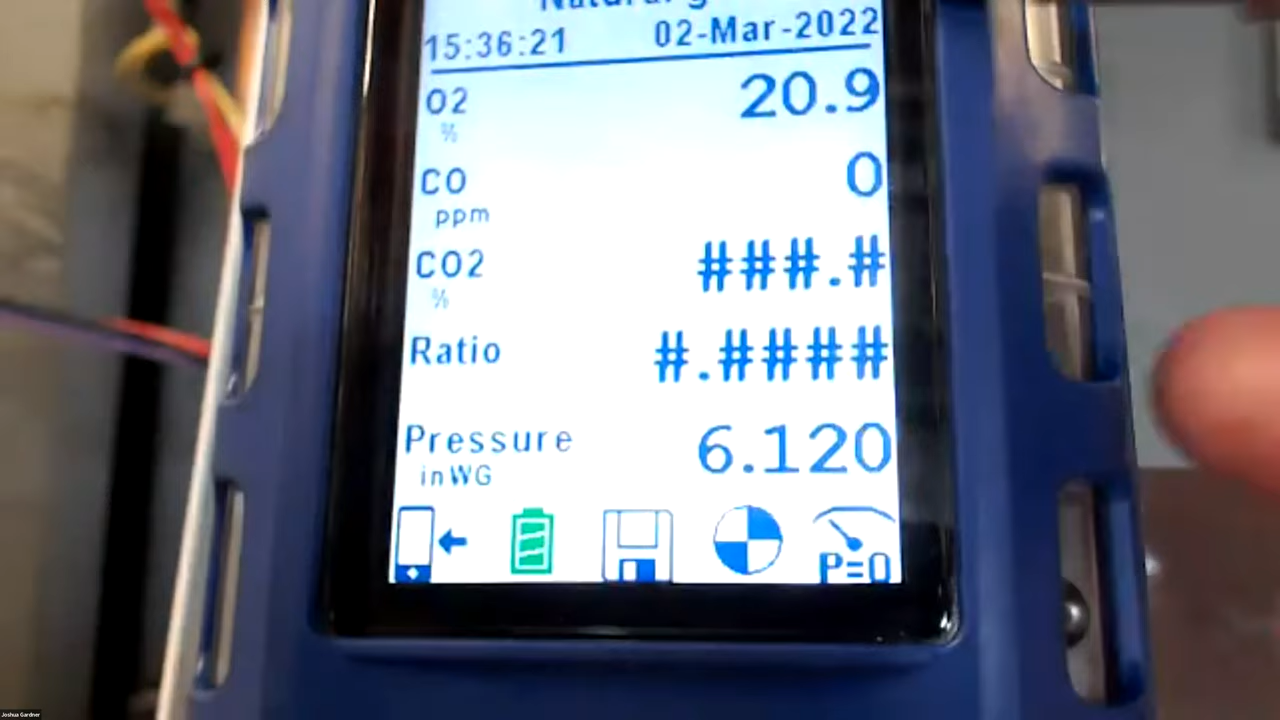 Natural g
15:36:21 02-Mar-2022
O2 20.9
%
CO 0
ppm
CO2 ###.#
%
Ratio #.####
Pressure 6.120
inWG
P=0
Joshua Gardner